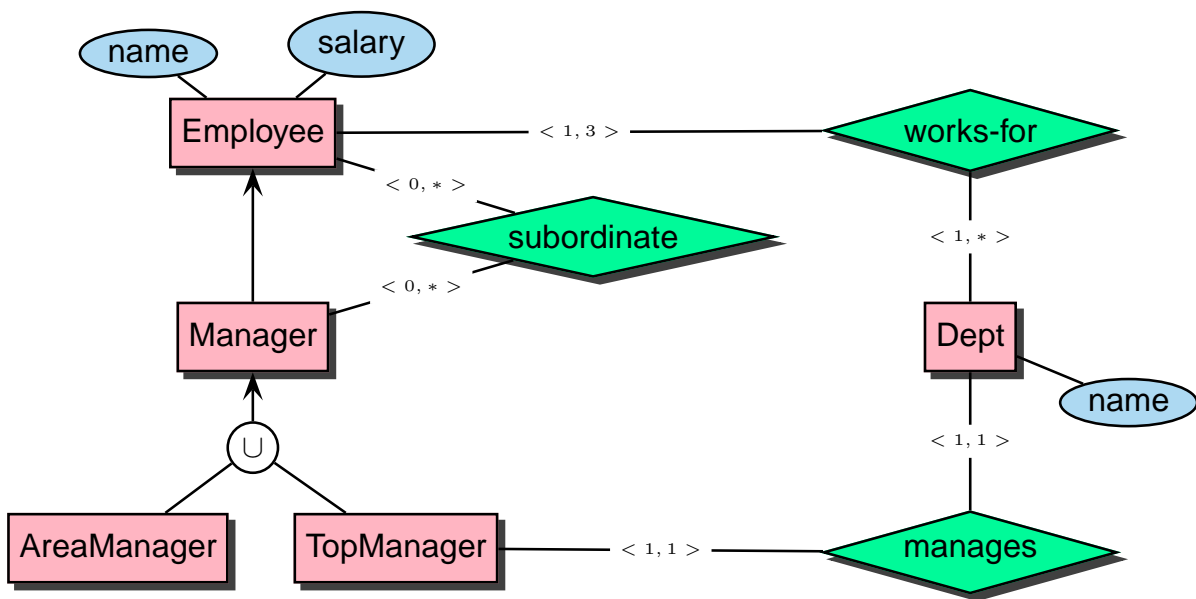 name
salary
Employee
< 1, 3 >
works-for
< 0, ∗ >
subordinate
< 1, ∗ >
< 0, ∗ >
Manager
Dept
name
∪
< 1, 1 >
AreaManager
TopManager
< 1, 1 >
manages